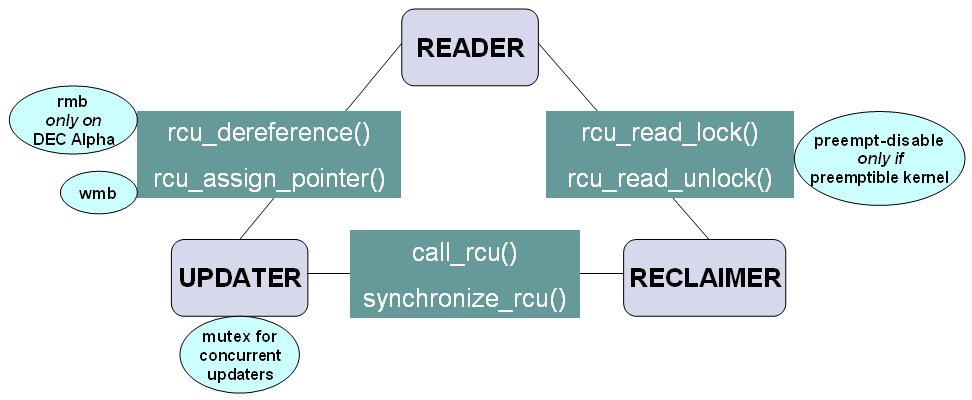 READER
rmb
only on
DEC Alpha
rcu_dereference()
rcu_assign_pointer()
wmb
rcu_read_lock()
rcu_read_unlock()
preempt-disable
only if
preemptible kernel
UPDATER
call_rcu()
synchronize_rcu()
RECLAIMER
mutex for
concurrent
updaters